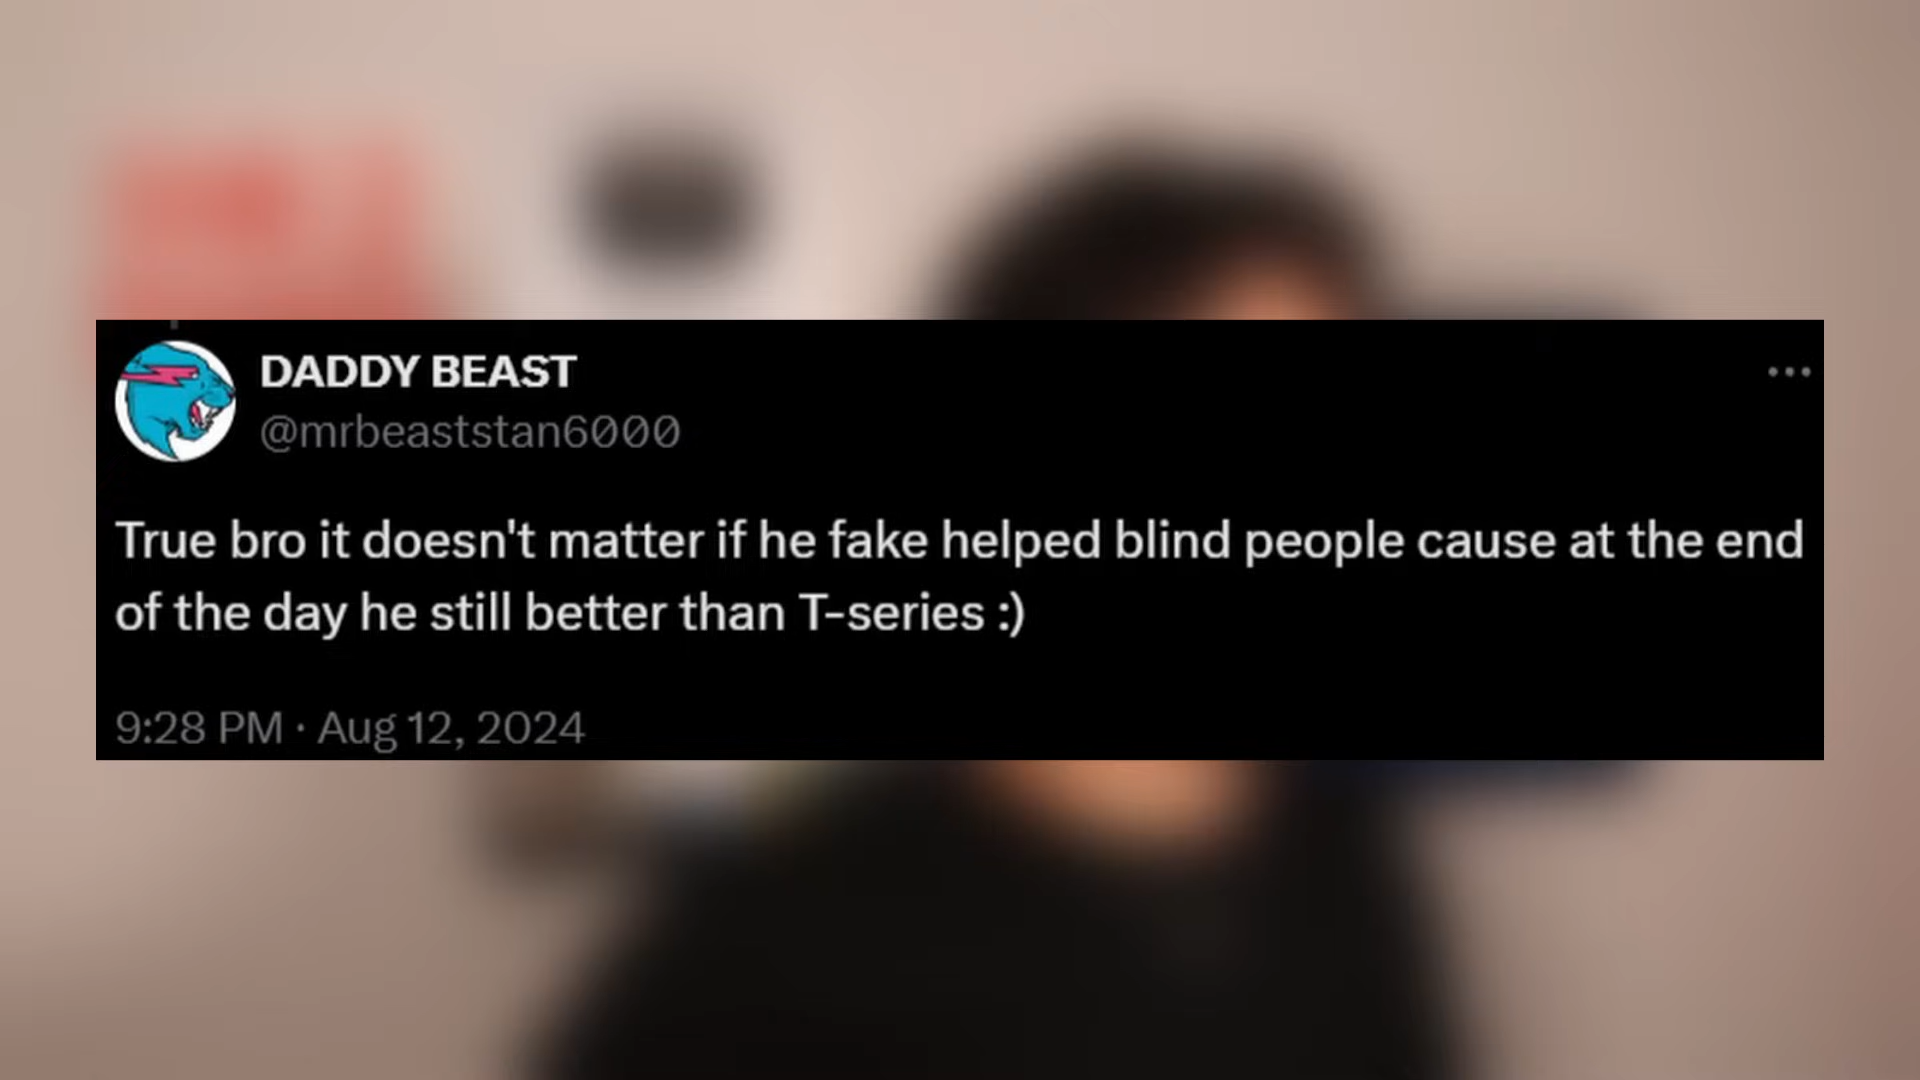 DADDY BEAST
@mrbeaststan6000
True bro it doesn't matter if he fake helped blind people cause at the end
of the day he still better than T-series :)
9:28 PM · Aug 12, 2024